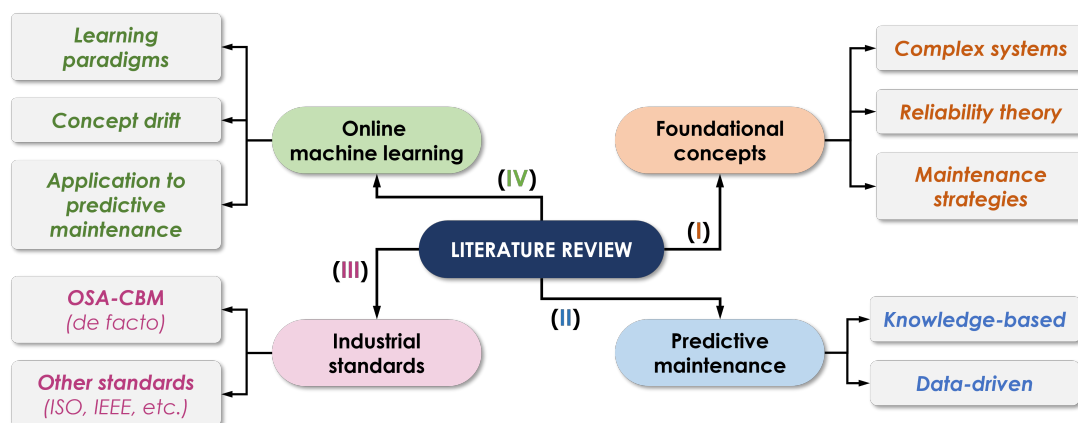 Learning
paradigms
Concept drift
Application to
predictive
maintenance
Online
machine learning
(IV)
Foundational
concepts
Complex systems
Reliability theory
Maintenance
strategies
LITERATURE REVIEW
(I)
(III)
(II)
OSA-CBM
(de facto)
Other standards
(ISO, IEEE, etc.)
Industrial
standards
Predictive
maintenance
Knowledge-based
Data-driven